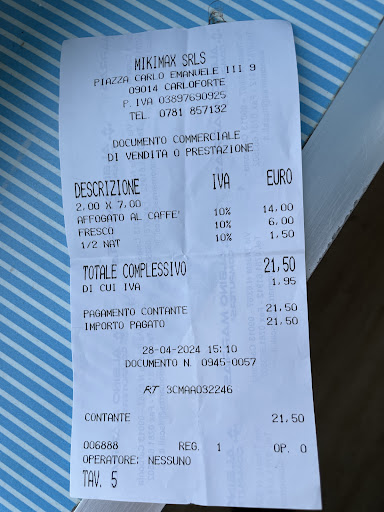 MIKIMAX SRLS
PIAZZA CARLO EMANUELE III 9
09014 CARLOFORTE
P. IVA 03897690925
TEL. 0781 857132
DOCUMENTO COMMERCIALE
DI VENDITA O PRESTAZIONE
DESCRIZIONE IVA EURO
2.00 X 7,00
AFFOGATO AL CAFFE' 10% 14,00
FRESCO 10% 6,00
1/2 NAT 10% 1,50
TOTALE COMPLESSIVO 21,50
DI CUI IVA 1,95
PAGAMENTO CONTANTE 21,50
IMPORTO PAGATO 21,50
28-04-2024 15:10
DOCUMENTO N. 0945-0057
RT 3CMAA032246
CONTANTE 21,50
006888 REG. 1 OP. 0
OPERATORE: NESSUNO
TAV. 5